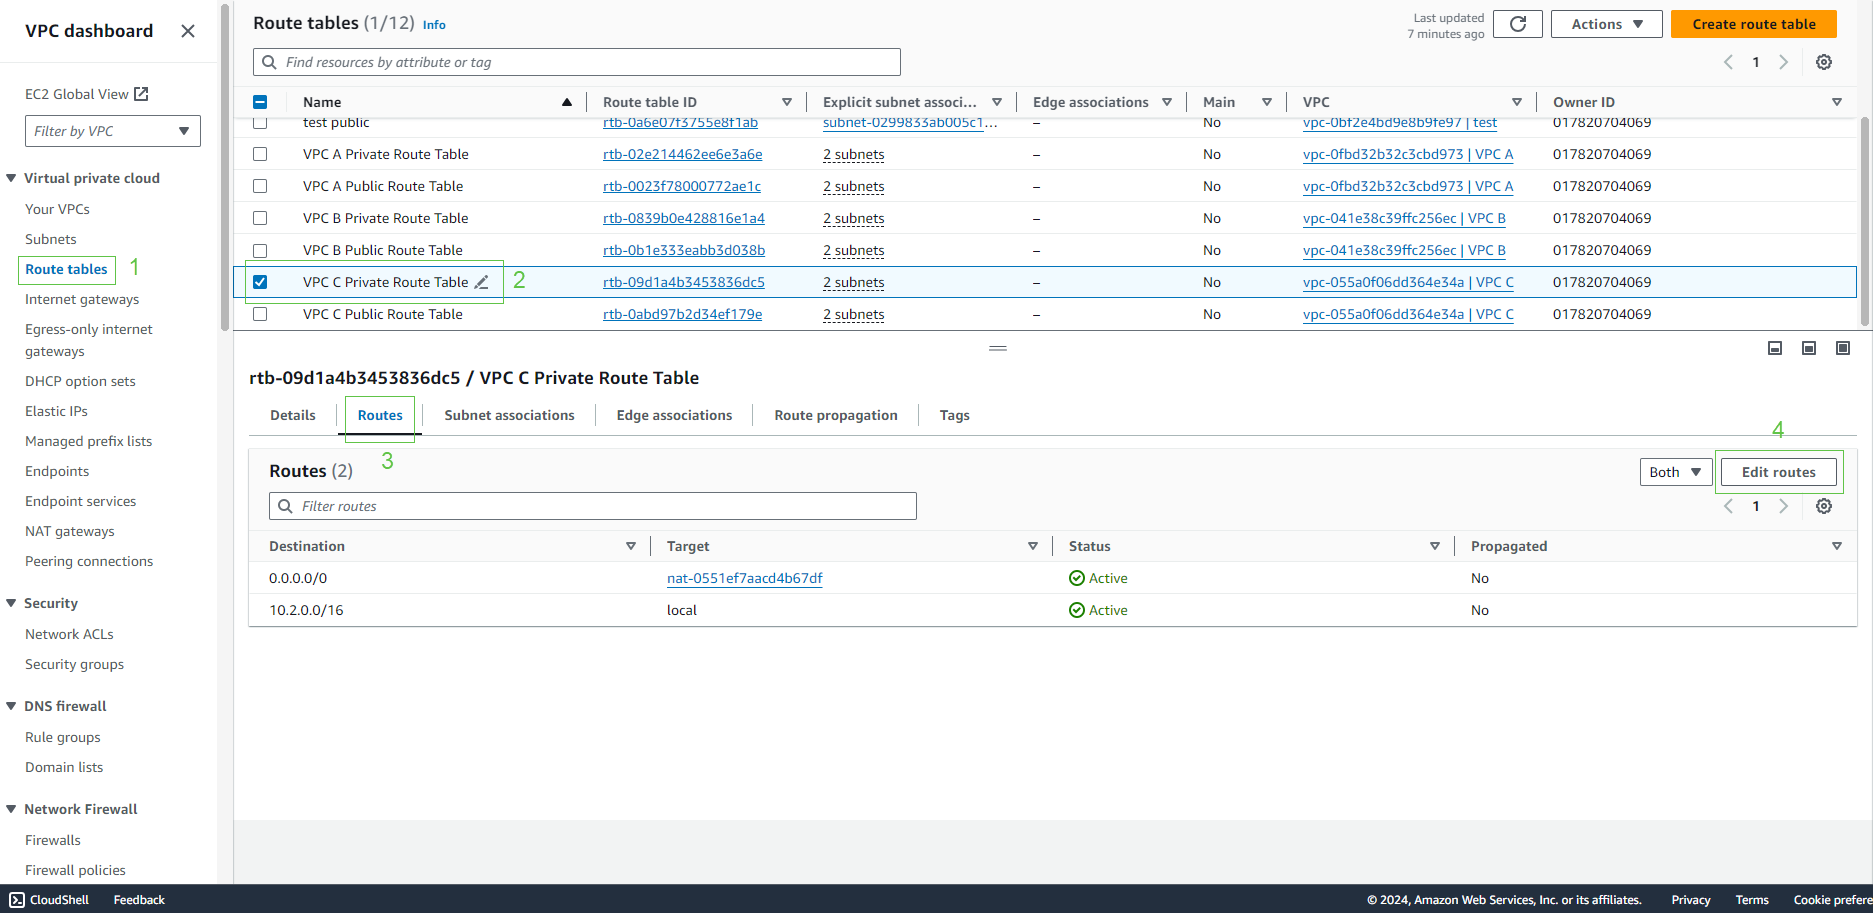 VPC dashboard
EC2 Global View
Filter by VPC
Virtual private cloud
Your VPCs
Subnets
Route tables 1
Internet gateways
Egress-only internet
gateways
DHCP option sets
Elastic IPs
Managed prefix lists
Endpoints
Endpoint services
NAT gateways
Peering connections
Security
Network ACLs
Security groups
DNS firewall
Rule groups
Domain lists
Network Firewall
Firewalls
Firewall policies
Route tables (1/12) Info
Last updated
7 minutes ago
Actions
Create route table
Find resources by attribute or tag
1
Name Route table ID Explicit subnet associ... Edge associations Main VPC Owner ID
test public rtb-0a6e07f3755e8f1ab subnet-0299833ab005c1... – No vpc-0bf2e4bd9e8b9fe97 | test 017820704069
VPC A Private Route Table rtb-02e214462ee6e3a6e 2 subnets – No vpc-0fbd32b32c3cbd973 | VPC A 017820704069
VPC A Public Route Table rtb-0023f78000772ae1c 2 subnets – No vpc-0fbd32b32c3cbd973 | VPC A 017820704069
VPC B Private Route Table rtb-0839b0e428816e1a4 2 subnets – No vpc-041e38c39ffc256ec | VPC B 017820704069
VPC B Public Route Table rtb-0b1e333eabb3d038b 2 subnets – No vpc-041e38c39ffc256ec | VPC B 017820704069
VPC C Private Route Table 2 rtb-09d1a4b3453836dc5 2 subnets – No vpc-055a0f06dd364e34a | VPC C 017820704069
VPC C Public Route Table rtb-0abd97b2d34ef179e 2 subnets – No vpc-055a0f06dd364e34a | VPC C 017820704069
rtb-09d1a4b3453836dc5 / VPC C Private Route Table
Details Routes Subnet associations Edge associations Route propagation Tags
3
4
Routes (2)
Both
Edit routes
Filter routes
1
Destination Target Status Propagated
0.0.0.0/0 nat-0551ef7aacd4b67df Active No
10.2.0.0/16 local Active No
CloudShell Feedback © 2024, Amazon Web Services, Inc. or its affiliates. Privacy Terms Cookie prefere